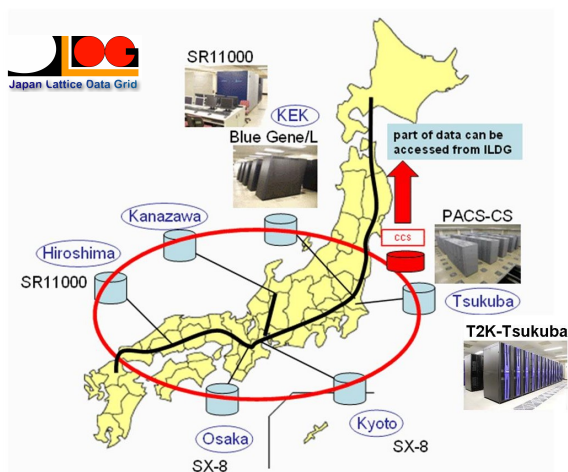 JLDG
Japan Lattice Data Grid
SR11000
KEK
Blue Gene/L
part of data can be
accessed from ILDG
Kanazawa
PACS-CS
ccs
Hiroshima
SR11000
Tsukuba
T2K-Tsukuba
Osaka
SX-8
Kyoto
SX-8